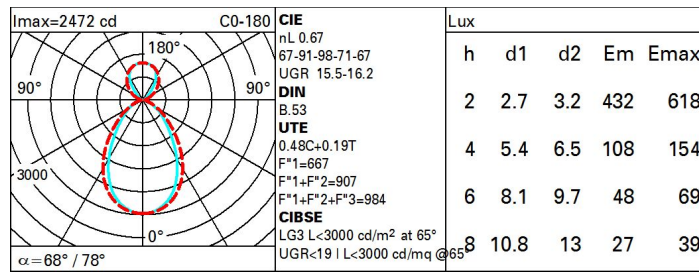 Imax=2472 cd C0-180
180°
90° 90°
3000
0°
α=68° / 78°
CIE
nL 0.67
67-91-98-71-67
UGR 15.5-16.2
DIN
B.53
UTE
0.48C+0.19T
F"1=667
F"1+F"2=907
F"1+F"2+F"3=984
CIBSE
LG3 L<3000 cd/m² at 65°
UGR<19 | L<3000 cd/mq @65°
Lux
h d1 d2 Em Emax
2 2.7 3.2 432 618
4 5.4 6.5 108 154
6 8.1 9.7 48 69
8 10.8 13 27 39